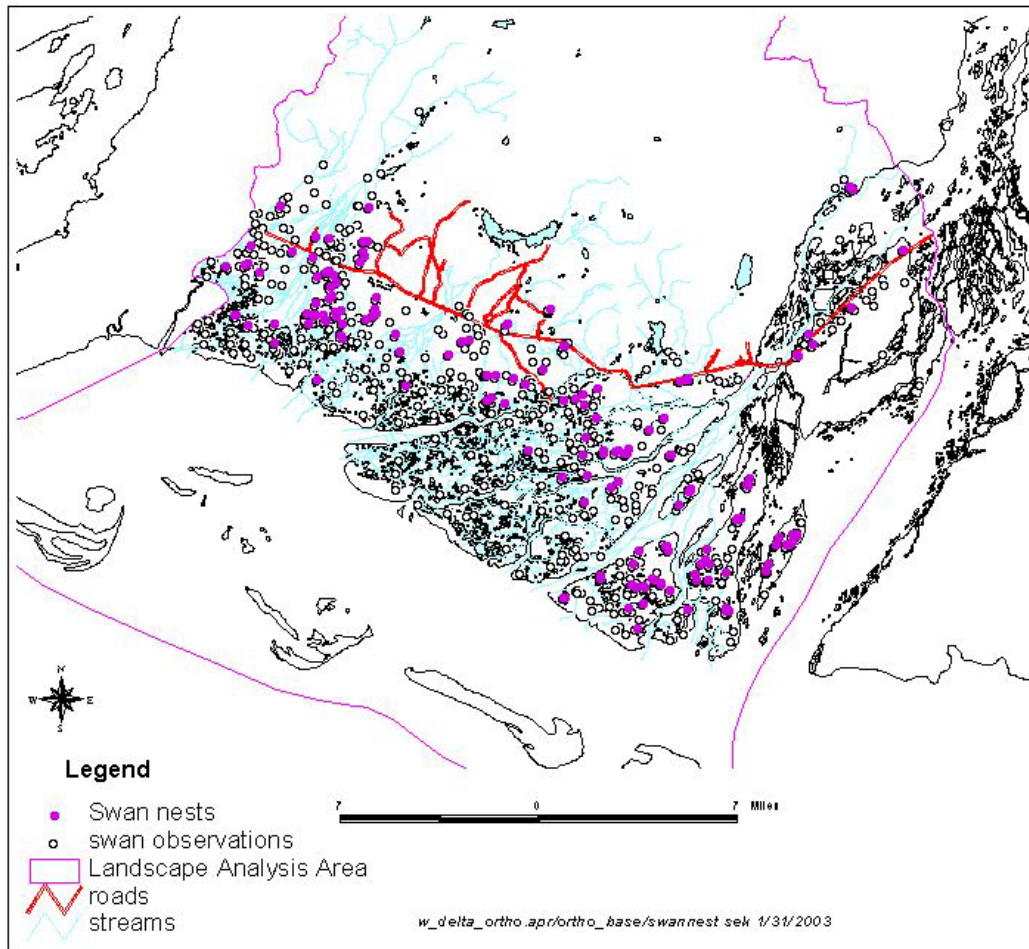 N
W E
S
Legend
Swan nests
swan observations
Landscape Analysis Area
roads
streams
7 0 7 Miles
w_delta_ortho.apr/ortho_base/swannest sek 1/31/2003